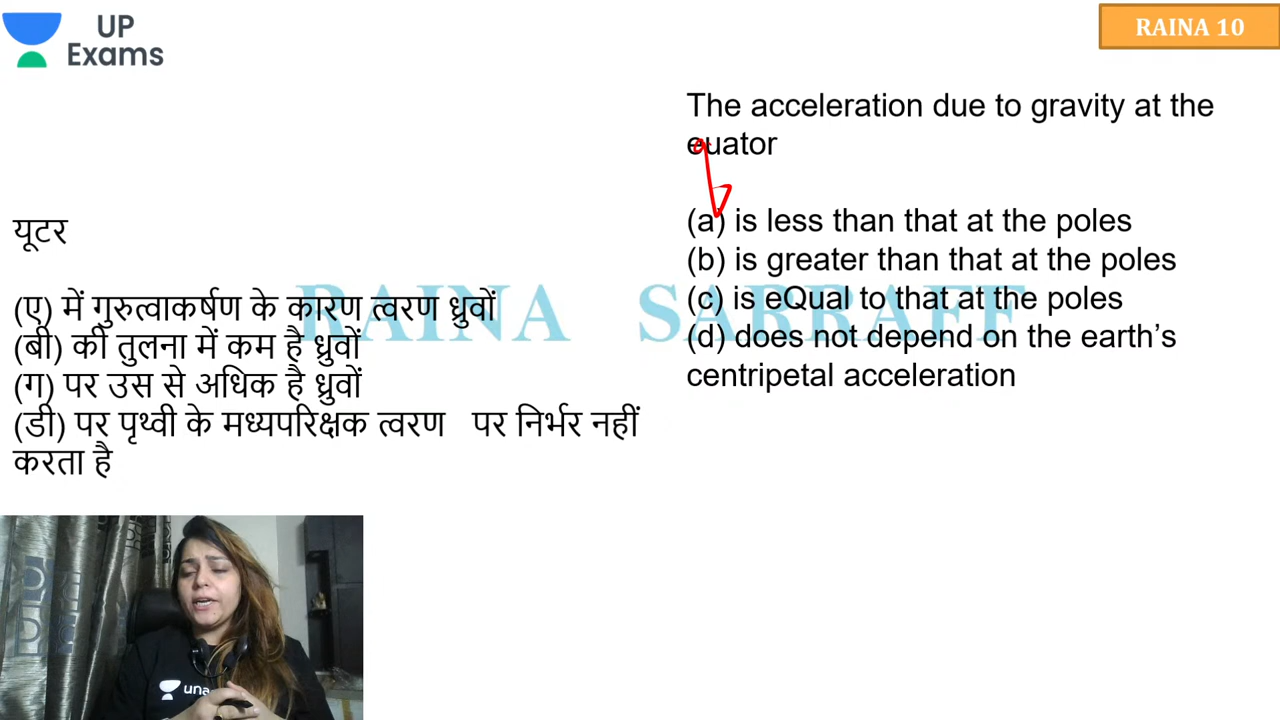 UP
Exams
RAINA 10
The acceleration due to gravity at the
euator
(a) is less than that at the poles
(b) is greater than that at the poles
(c) is eQual to that at the poles
(d) does not depend on the earth’s
centripetal acceleration
यूटर
(ए) में गुरुत्वाकर्षण के कारण त्वरण ध्रुवों
(बी) की तुलना में कम है ध्रुवों
(ग) पर उस से अधिक है ध्रुवों
(डी) पर पृथ्वी के मध्यपरिक्षक त्वरण पर निर्भर नहीं
करता है
RAINA SARRAFF
una